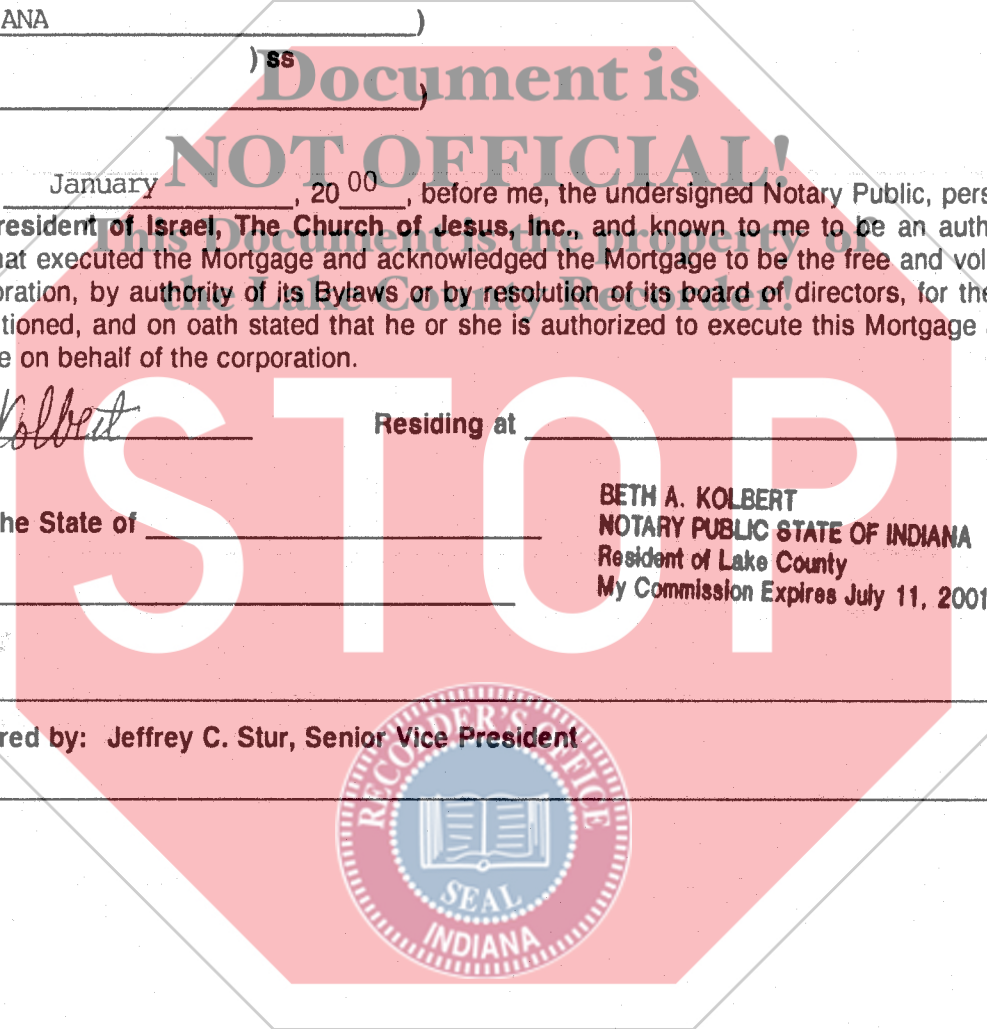 ANA )
) ss
)
Document is
NOT OFFICIAL!
This Document is the property of
the Lake County Recorder!
January , 20 00 , before me, the undersigned Notary Public, pers
resident of Israel, The Church of Jesus, Inc., and known to me to be an auth
hat executed the Mortgage and acknowledged the Mortgage to be the free and vol
oration, by authority of its Bylaws or by resolution of its board of directors, for the
tioned, and on oath stated that he or she is authorized to execute this Mortgage
e on behalf of the corporation.
Kolbert Residing at
he State of
BETH A. KOLBERT
NOTARY PUBLIC STATE OF INDIANA
Resident of Lake County
My Commission Expires July 11, 2001
STOP
red by: Jeffrey C. Stur, Senior Vice President
RECORDER'S OFFICE
SEAL
INDIANA